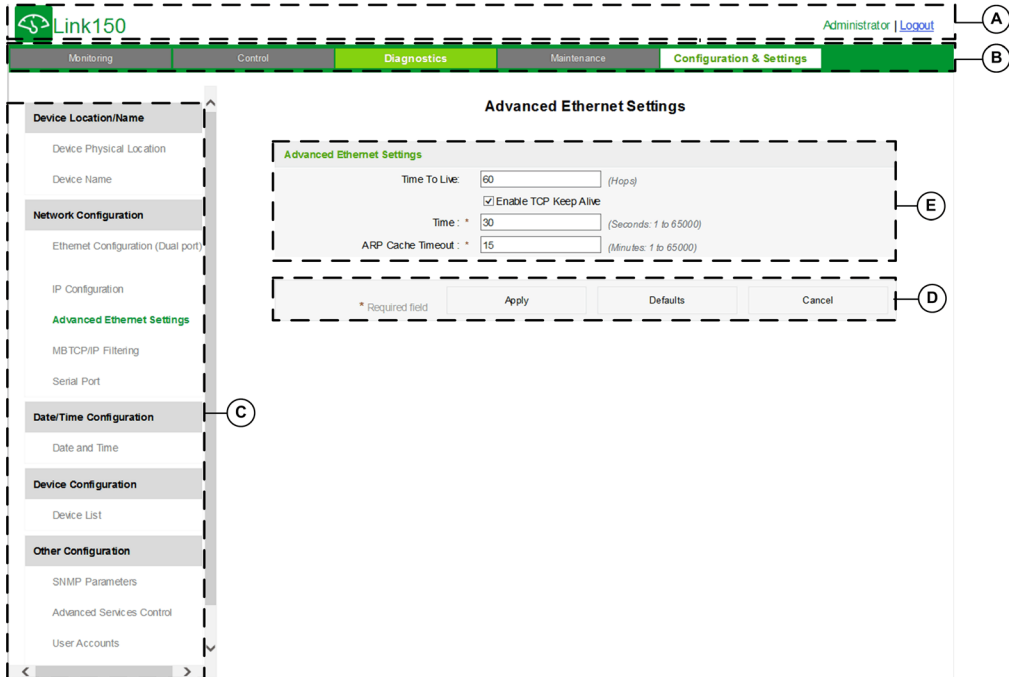 Link150
Administrator | Logout
A
Monitoring Control Diagnostics Maintenance Configuration & Settings
B
Advanced Ethernet Settings
Device Location/Name
Device Physical Location
Device Name
Network Configuration
Ethernet Configuration (Dual port)
IP Configuration
Advanced Ethernet Settings
MBTCP/IP Filtering
Serial Port
Date/Time Configuration
Date and Time
Device Configuration
Device List
Other Configuration
SNMP Parameters
Advanced Services Control
User Accounts
C
Advanced Ethernet Settings
Time To Live: 60 (Hops)
Enable TCP Keep Alive
Time : * 30 (Seconds: 1 to 65000)
ARP Cache Timeout : * 15 (Minutes: 1 to 65000)
E
* Required field Apply Defaults Cancel
D